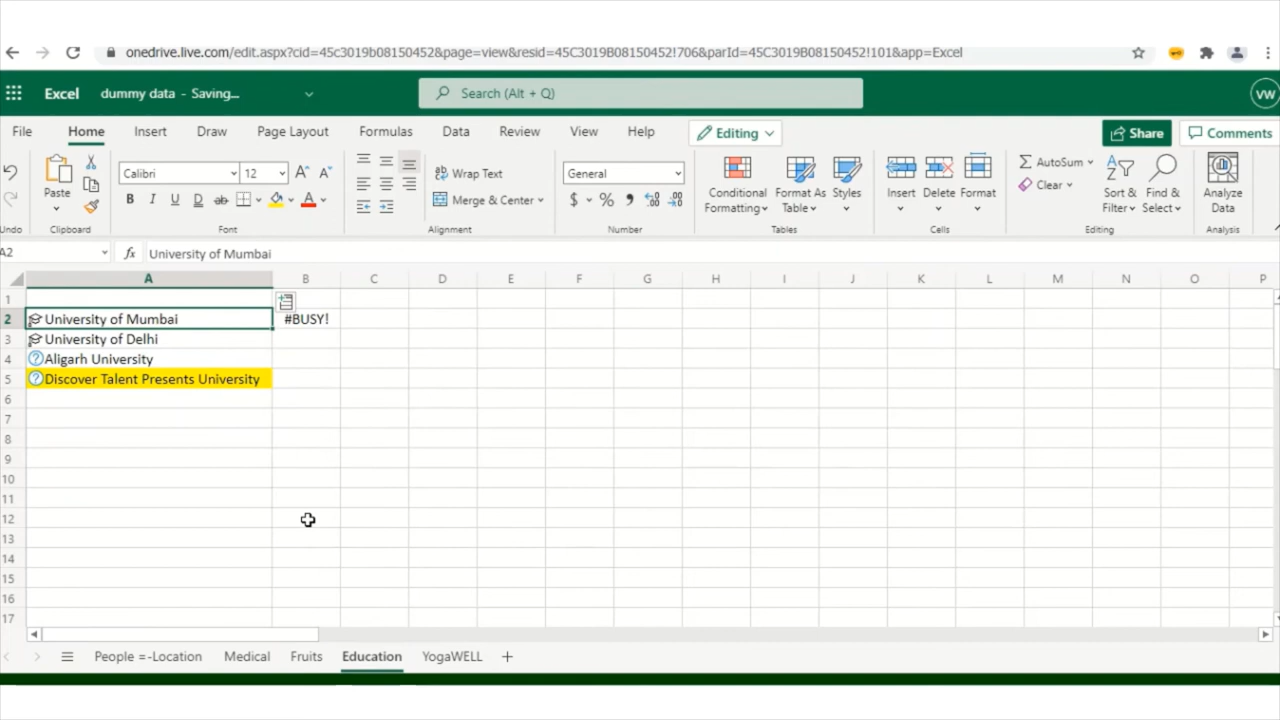 onedrive.live.com/edit.aspx?cid=45c3019b08150452&page=view&resid=45C3019B08150452!706&parId=45C3019B08150452!101&app=Excel
Excel dummy data - Saving... Search (Alt + Q) VW
File Home Insert Draw Page Layout Formulas Data Review View Help Editing Share Comments
Calibri 12 A^ A˅ Wrap Text General AutoSum
Paste B I U D ab A Merge & Center $ % 9 Conditional Formatting Format As Table Styles Insert Delete Format Clear Sort & Filter Find & Select Analyze Data
Undo Clipboard Font Alignment Number Tables Cells Editing Analysis
A2 fx University of Mumbai
A B C D E F G H I J K L M N O P
1
2 University of Mumbai #BUSY!
3 University of Delhi
4 Aligarh University
5 Discover Talent Presents University
6
7
8
9
10
11
12
13
14
15
16
17
People =-Location Medical Fruits Education YogaWELL +